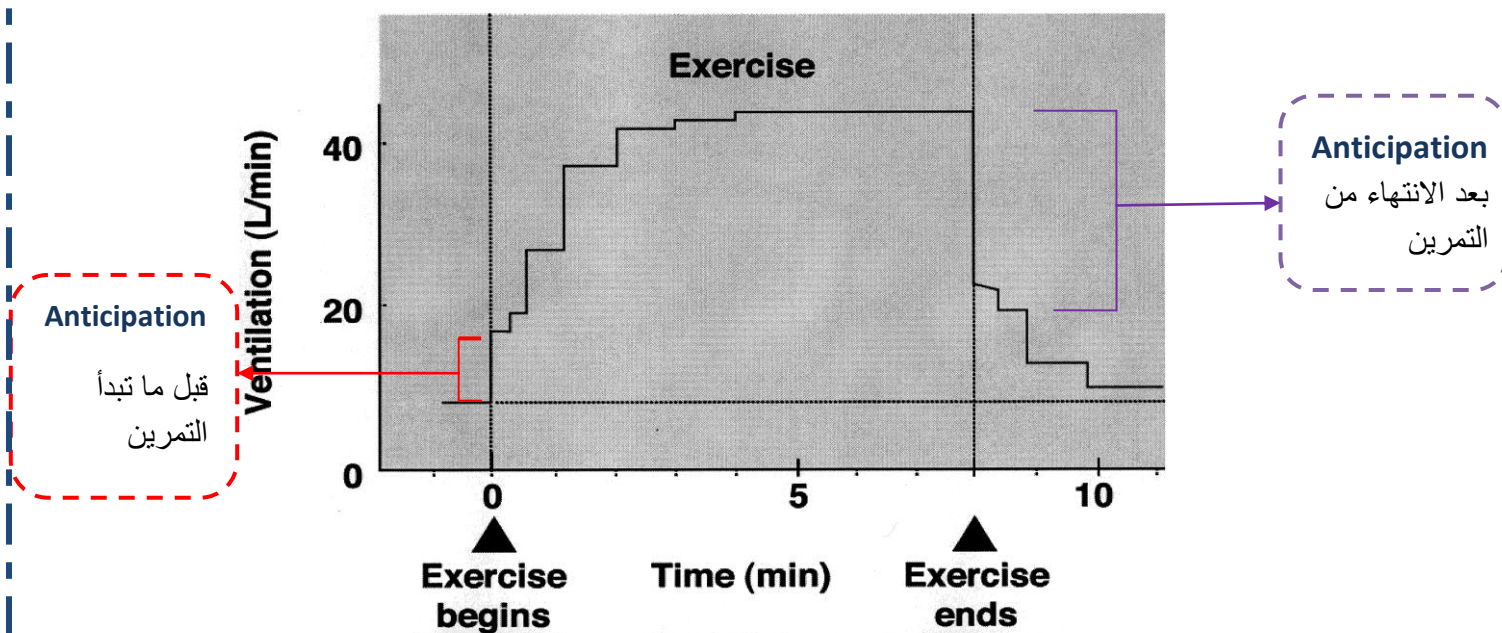 Exercise
Ventilation (L/min)
40
20
0
0
5
10
Exercise
begins
Time (min)
Exercise
ends
Anticipation
قبل ما تبدأ
التمرين
Anticipation
بعد الانتهاء من
التمرين